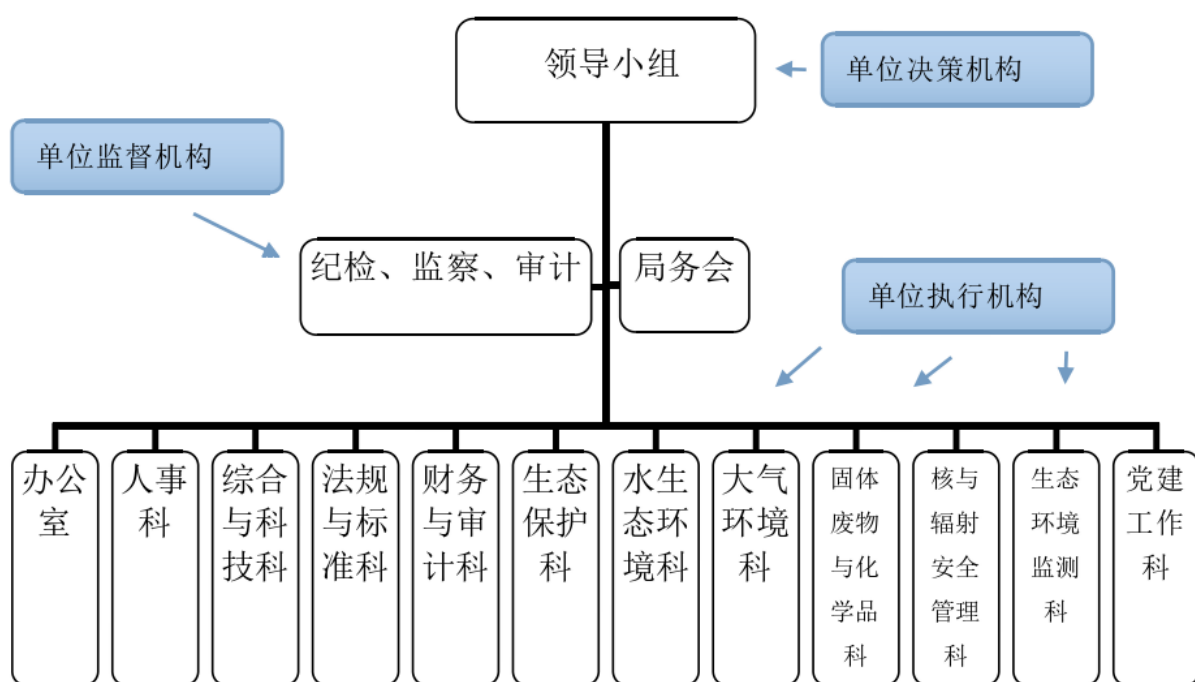 领导小组
单位决策机构
单位监督机构
纪检、监察、审计
局务会
单位执行机构
办公
室
人事
科
综合
与科
技科
法规
与标
准科
财务
与审
计科
生态
保护
科
水生
态环
境科
大气
环境
科
固体
废物
与化
学品
科
核与
辐射
安全
管理
科
生态
环境
监测
科
党建
工作
科